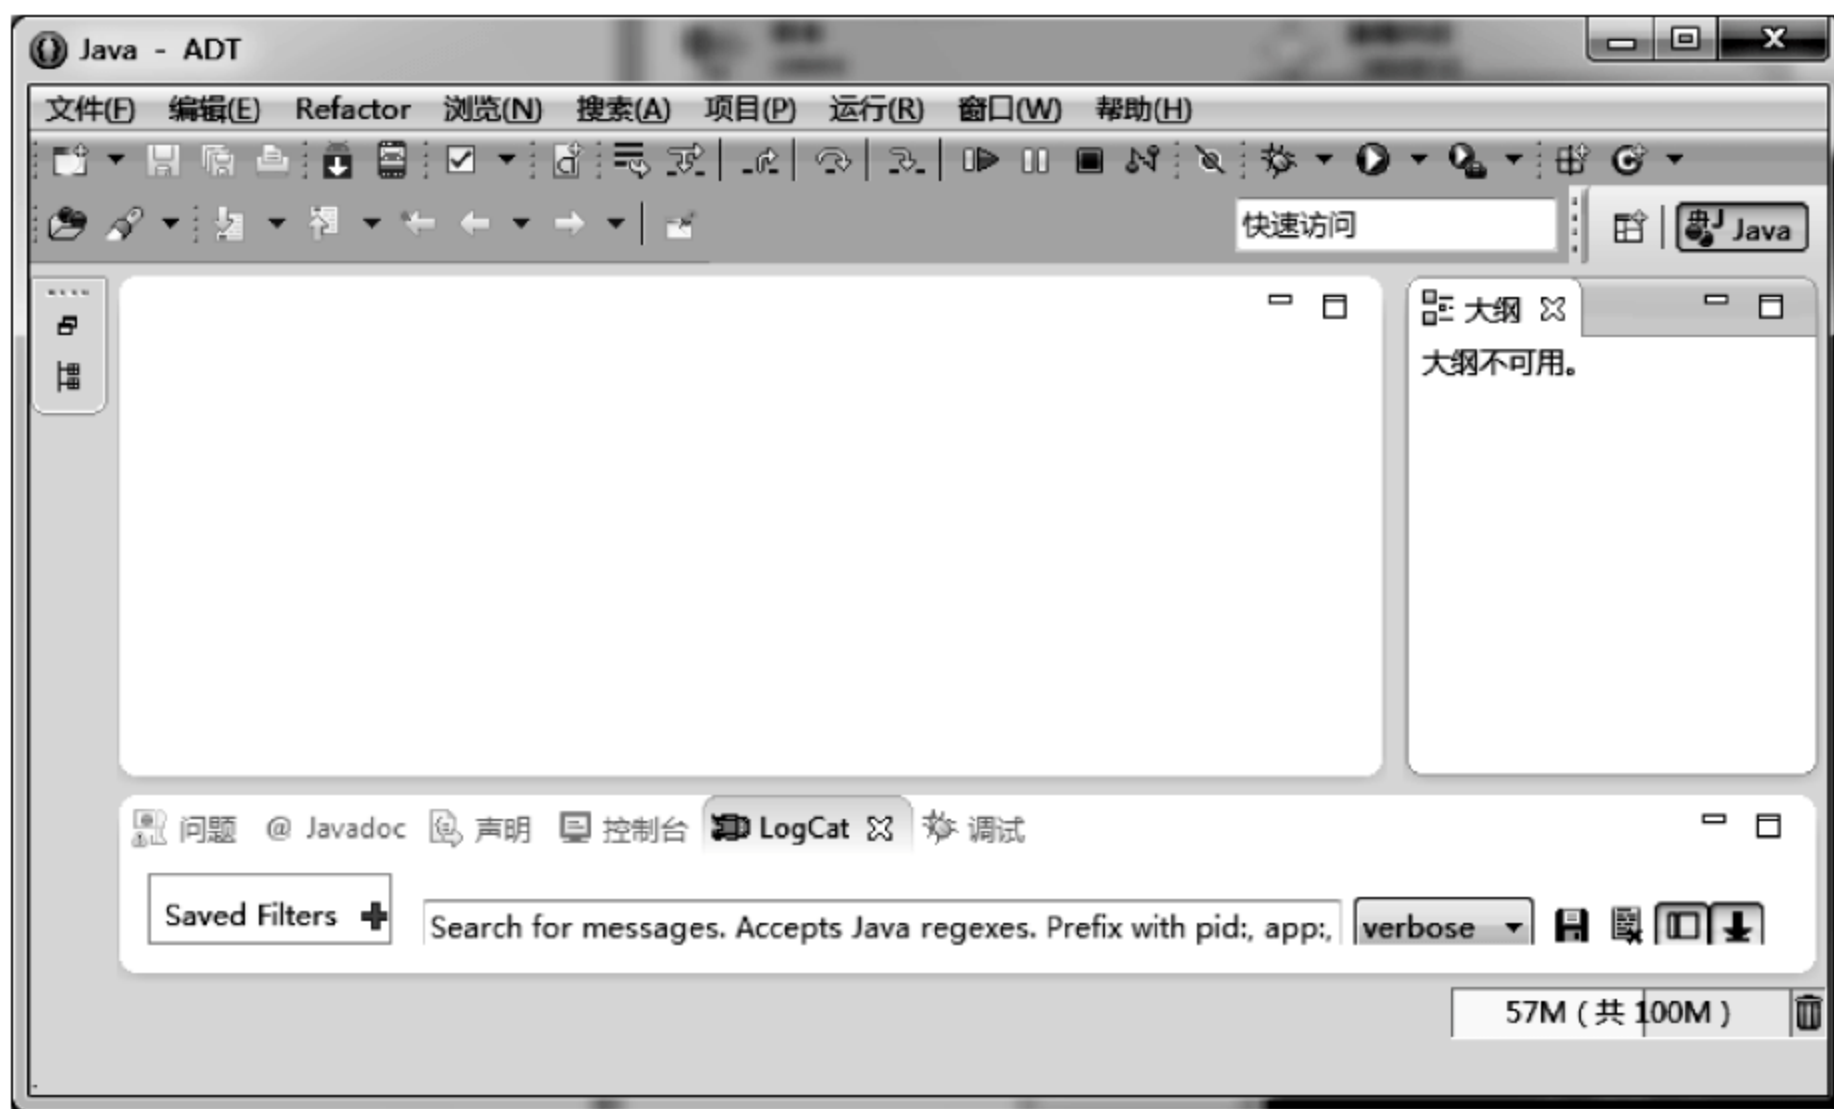 Java - ADT
文件(F) 编辑(E) Refactor 浏览(N) 搜索(A) 项目(P) 运行(R) 窗口(W) 帮助(H)
快速访问 Java
大纲
大纲不可用。
问题 @ Javadoc 声明 控制台 LogCat 调试
Saved Filters Search for messages. Accepts Java regexes. Prefix with pid:, app:, verbose
57M (共 100M)